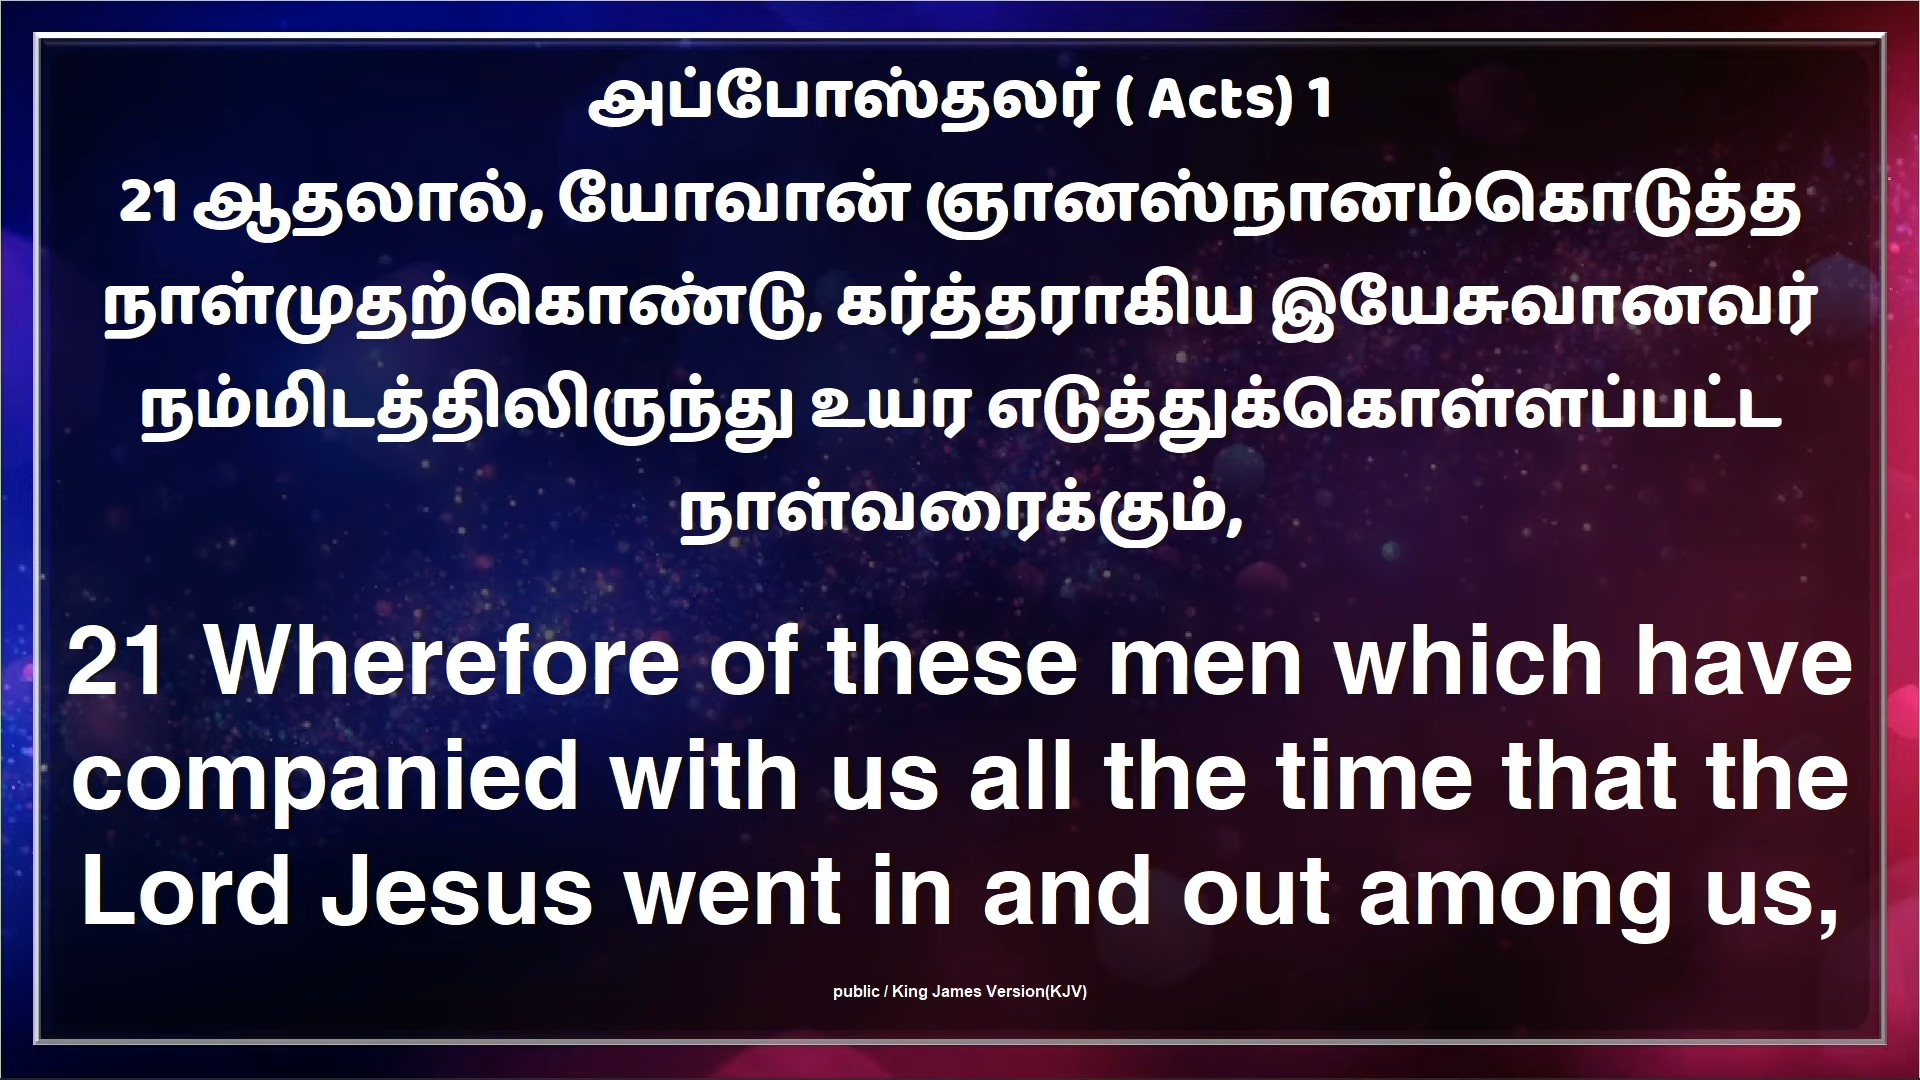 அப்போஸ்தலர் ( Acts) 1
21 ஆதலால், யோவான் ஞானஸ்நானம்கொடுத்த
நாள்முதற்கொண்டு, கர்த்தராகிய இயேசுவானவர்
நம்மிடத்திலிருந்து உயர எடுத்துக்கொள்ளப்பட்ட
நாள்வரைக்கும்,
21 Wherefore of these men which have
companied with us all the time that the
Lord Jesus went in and out among us,
public / King James Version(KJV)